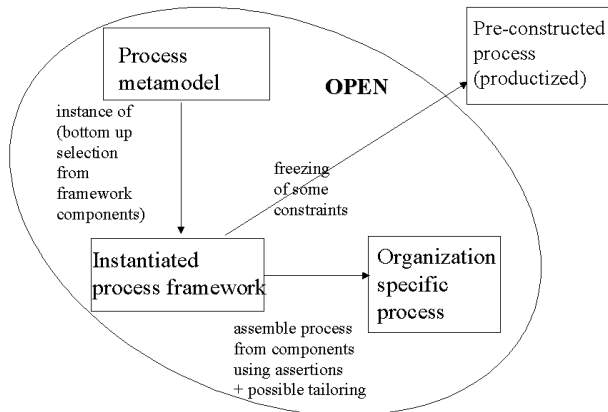 Process
metamodel
Pre-constructed
process
(productized)
OPEN
instance of
(bottom up
selection
from
framework
components)
freezing
of some
constraints
Instantiated
process framework
Organization
specific
process
assemble process
from components
using assertions
+ possible tailoring